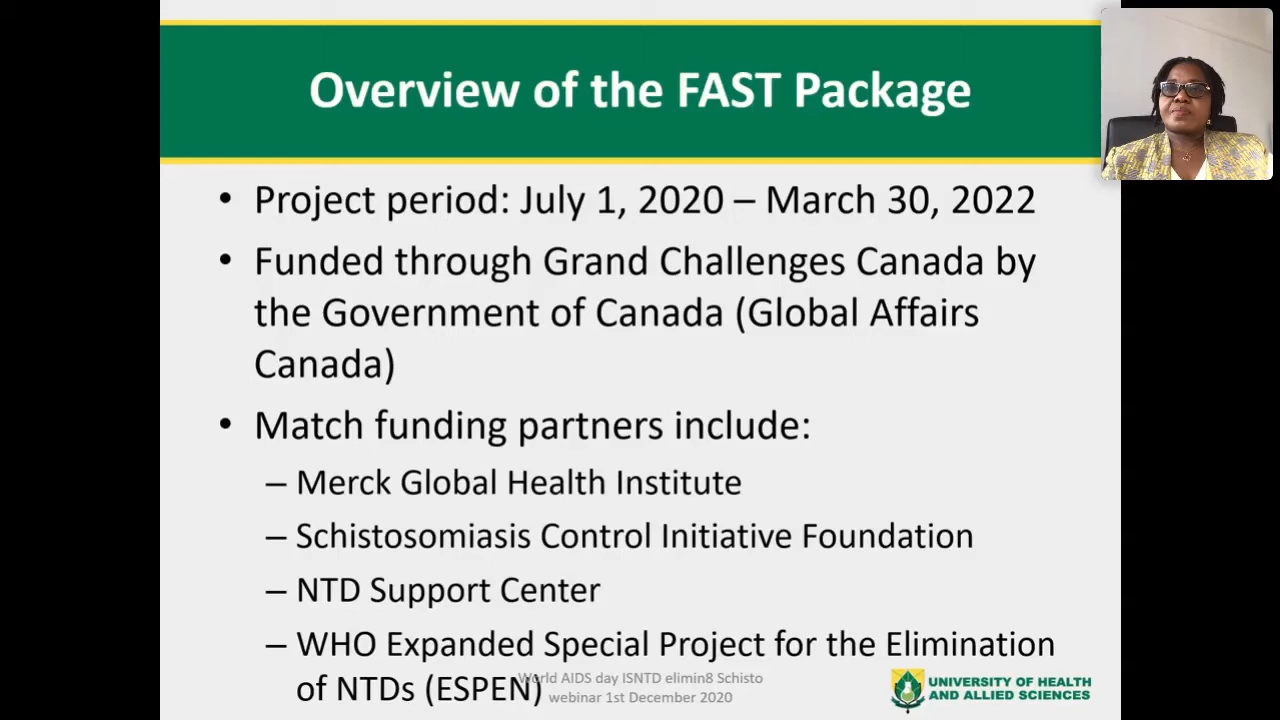 Overview of the FAST Package
• Project period: July 1, 2020 – March 30, 2022
• Funded through Grand Challenges Canada by
the Government of Canada (Global Affairs
Canada)
• Match funding partners include:
– Merck Global Health Institute
– Schistosomiasis Control Initiative Foundation
– NTD Support Center
– WHO Expanded Special Project for the Elimination
of NTDs (ESPEN)
World AIDS day ISNTD elimin8 Schisto
webinar 1st December 2020
UNIVERSITY OF HEALTH
AND ALLIED SCIENCES